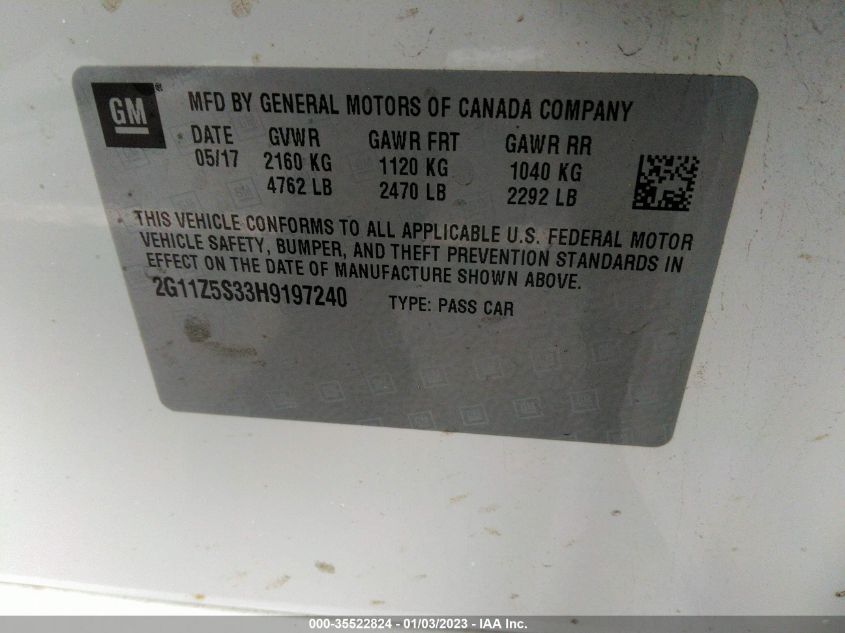 GM
MFD BY GENERAL MOTORS OF CANADA COMPANY
DATE GVWR GAWR FRT GAWR RR
05/17 2160 KG 1120 KG 1040 KG
4762 LB 2470 LB 2292 LB
THIS VEHICLE CONFORMS TO ALL APPLICABLE U.S. FEDERAL MOTOR
VEHICLE SAFETY, BUMPER, AND THEFT PREVENTION STANDARDS IN
EFFECT ON THE DATE OF MANUFACTURE SHOWN ABOVE.
2G11Z5S33H9197240 TYPE: PASS CAR
000-35522824 - 01/03/2023 - IAA Inc.